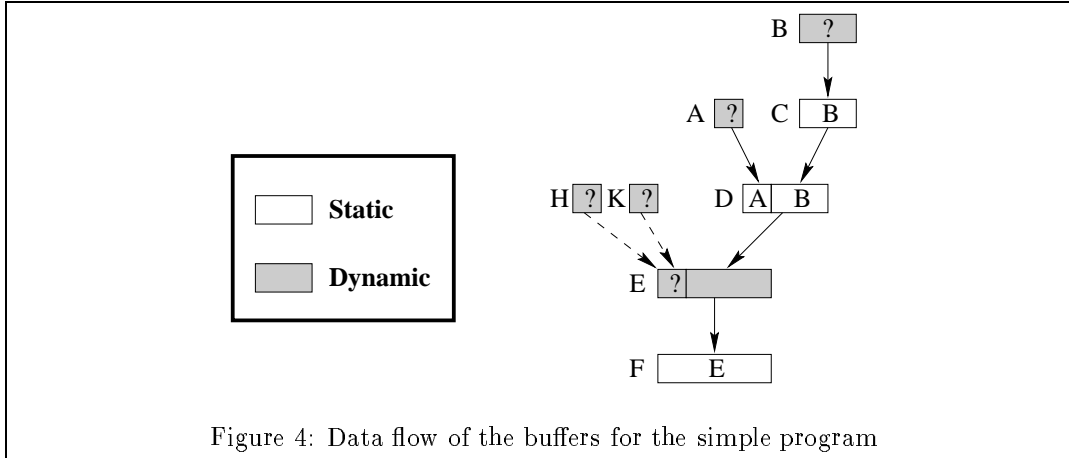 B ?
A ? C B
H ? K ? D A B
Static
Dynamic
E ?
F E
Figure 4: Data flow of the buffers for the simple program